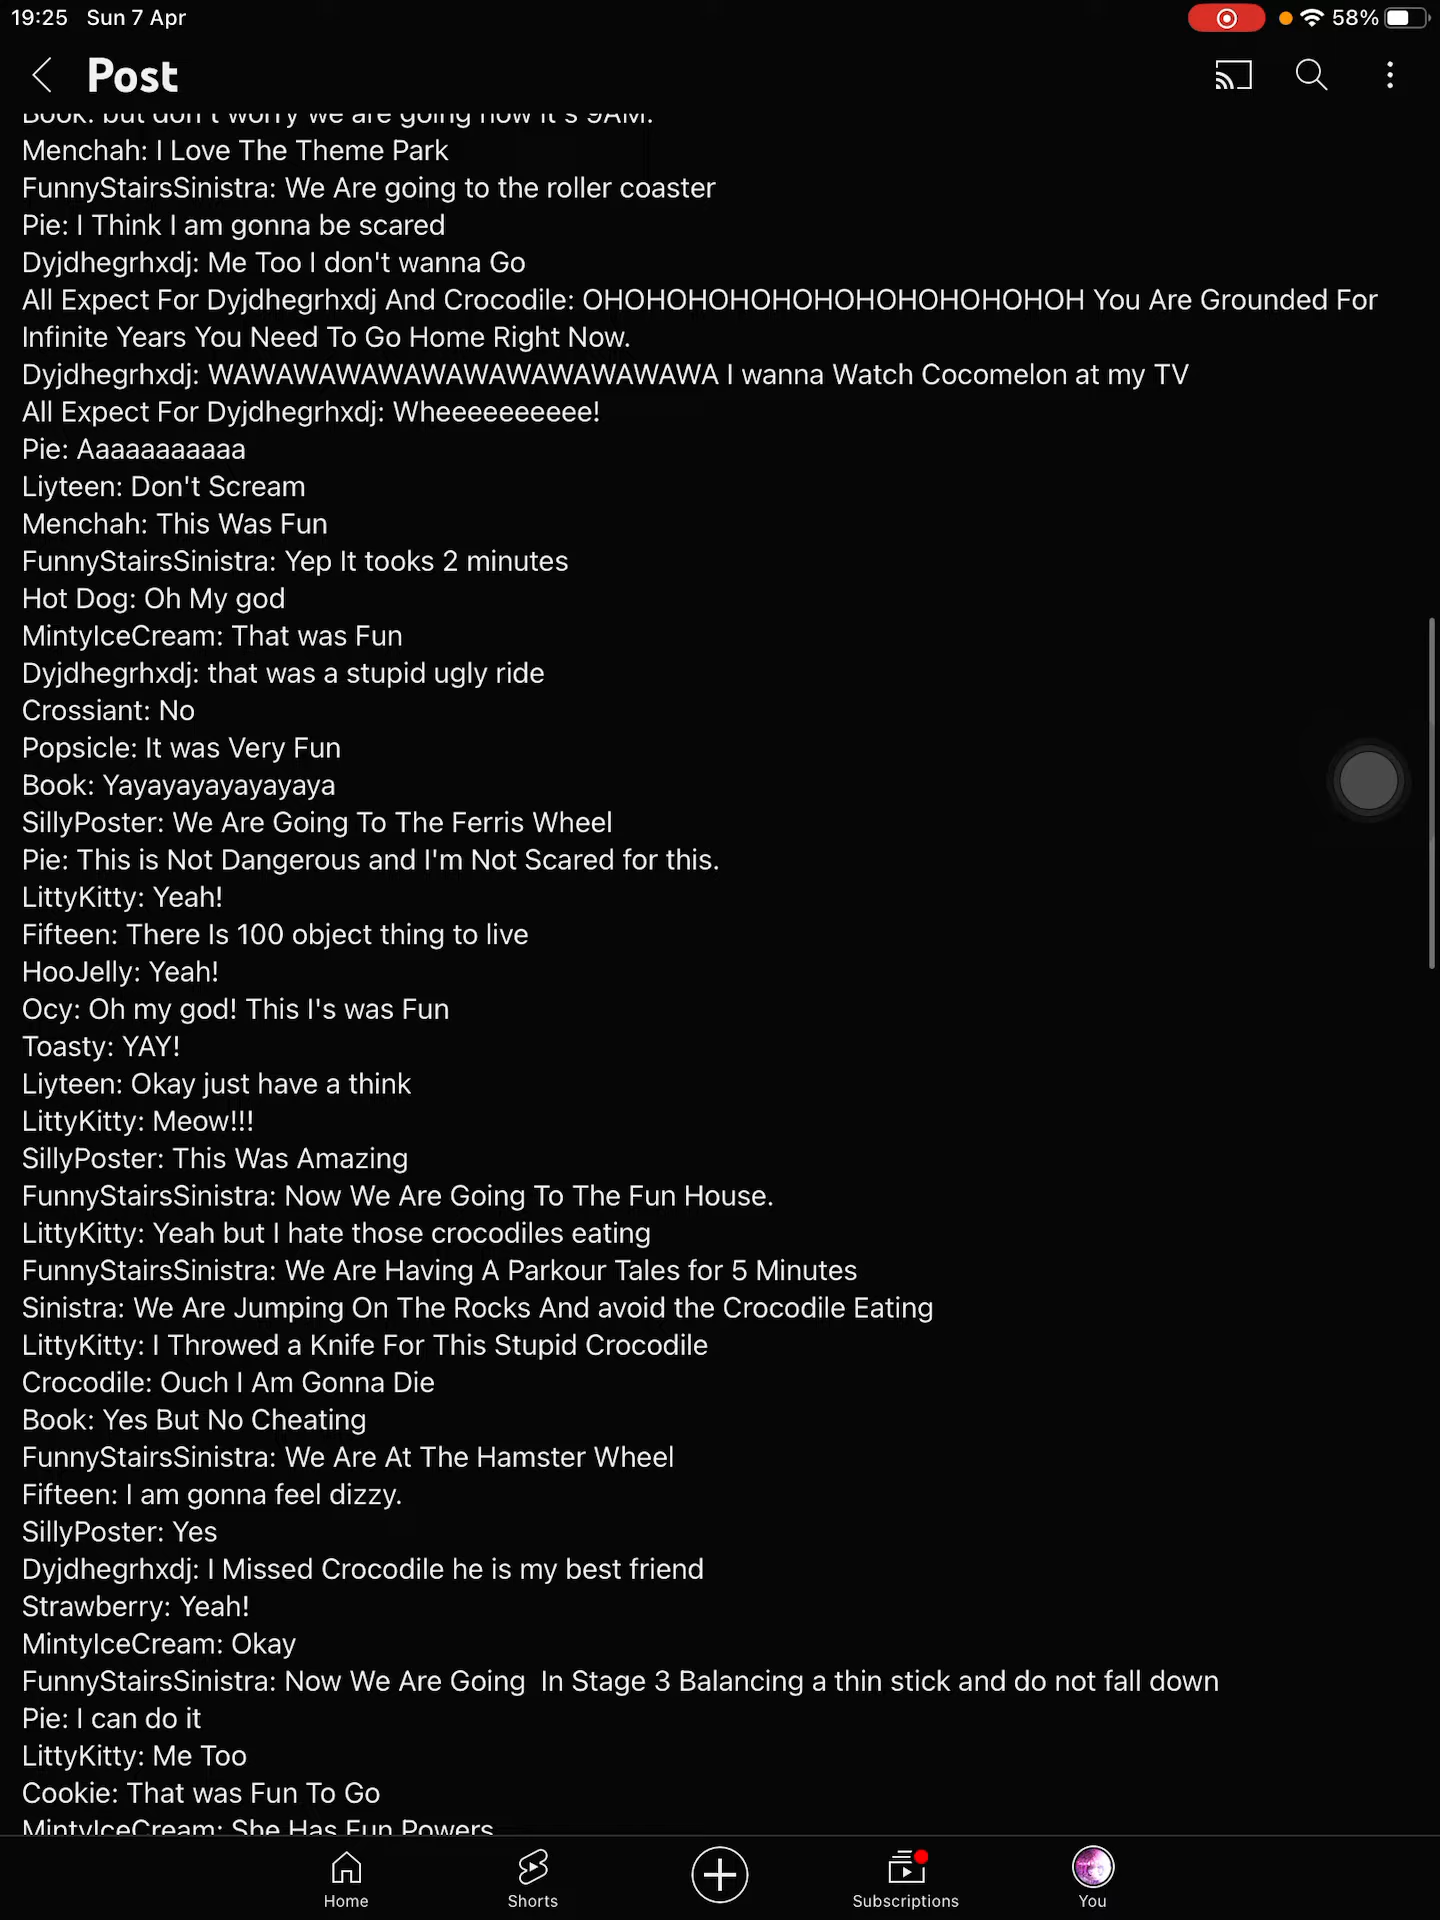 19:25 Sun 7 Apr 58%
Post
Book: but don't worry we are going now it's 9AM.
Menchah: I Love The Theme Park
FunnyStairsSinistra: We Are going to the roller coaster
Pie: I Think I am gonna be scared
Dyjdhegrhxdj: Me Too I don't wanna Go
All Expect For Dyjdhegrhxdj And Crocodile: OHOHOHOHOHOHOHOHOHOHOHOH You Are Grounded For
Infinite Years You Need To Go Home Right Now.
Dyjdhegrhxdj: WAWAWAWAWAWAWAWAWAWAWAWA I wanna Watch Cocomelon at my TV
All Expect For Dyjdhegrhxdj: Wheeeeeeeeee!
Pie: Aaaaaaaaaaa
Liyteen: Don't Scream
Menchah: This Was Fun
FunnyStairsSinistra: Yep It tooks 2 minutes
Hot Dog: Oh My god
MintyIceCream: That was Fun
Dyjdhegrhxdj: that was a stupid ugly ride
Crossiant: No
Popsicle: It was Very Fun
Book: Yayayayayayayaya
SillyPoster: We Are Going To The Ferris Wheel
Pie: This is Not Dangerous and I'm Not Scared for this.
LittyKitty: Yeah!
Fifteen: There Is 100 object thing to live
HooJelly: Yeah!
Ocy: Oh my god! This I's was Fun
Toasty: YAY!
Liyteen: Okay just have a think
LittyKitty: Meow!!!
SillyPoster: This Was Amazing
FunnyStairsSinistra: Now We Are Going To The Fun House.
LittyKitty: Yeah but I hate those crocodiles eating
FunnyStairsSinistra: We Are Having A Parkour Tales for 5 Minutes
Sinistra: We Are Jumping On The Rocks And avoid the Crocodile Eating
LittyKitty: I Throwed a Knife For This Stupid Crocodile
Crocodile: Ouch I Am Gonna Die
Book: Yes But No Cheating
FunnyStairsSinistra: We Are At The Hamster Wheel
Fifteen: I am gonna feel dizzy.
SillyPoster: Yes
Dyjdhegrhxdj: I Missed Crocodile he is my best friend
Strawberry: Yeah!
MintyIceCream: Okay
FunnyStairsSinistra: Now We Are Going  In Stage 3 Balancing a thin stick and do not fall down
Pie: I can do it
LittyKitty: Me Too
Cookie: That was Fun To Go
MintyIceCream: She Has Fun Powers
Home Shorts Subscriptions You